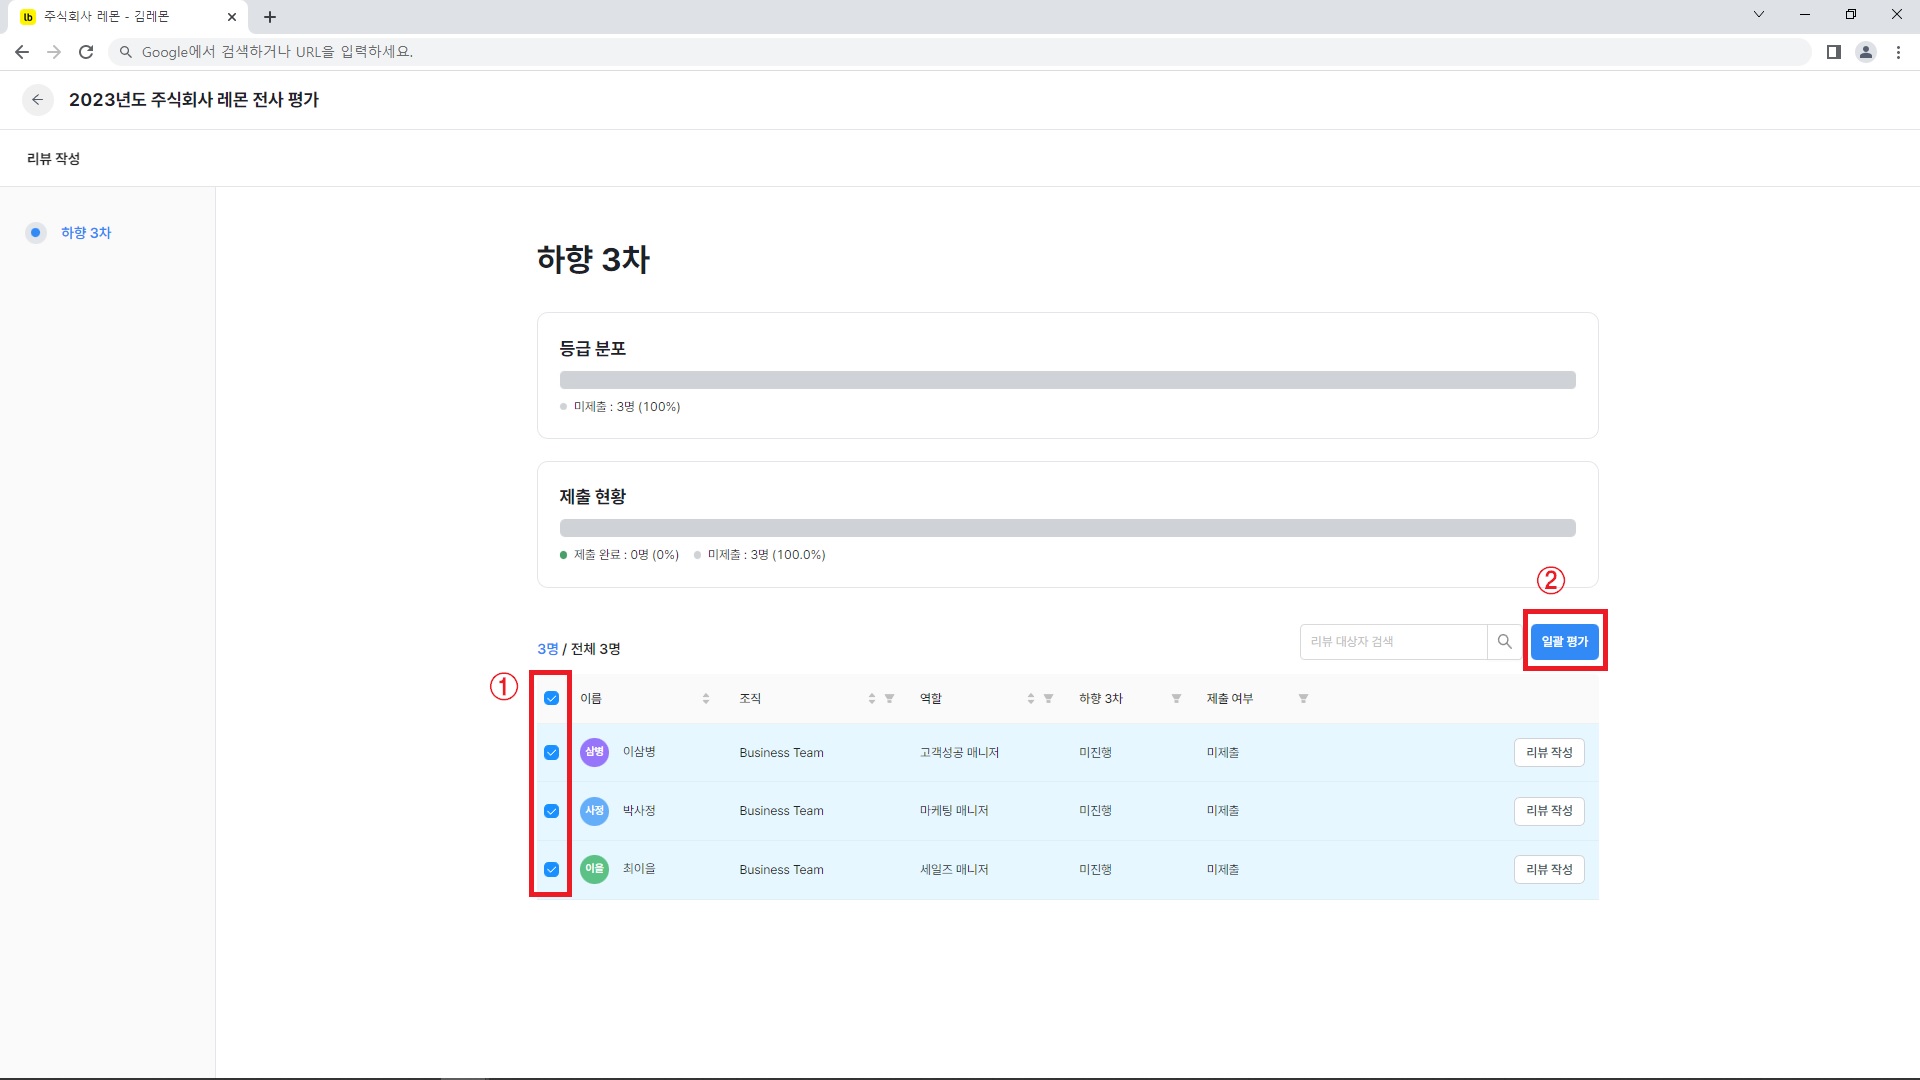 lb 주식회사 레몬 - 김레몬
Google에서 검색하거나 URL을 입력하세요.
2023년도 주식회사 레몬 전사 평가
리뷰 작성
하향 3차
하향 3차
등급 분포
미제출 : 3명 (100%)
제출 현황
제출 완료 : 0명 (0%) 미제출 : 3명 (100.0%)
②
3명 / 전체 3명 리뷰 대상자 검색 일괄 평가
①
이름 조직 역할 하향 3차 제출 여부
삼병 이삼병 Business Team 고객성공 매니저 미진행 미제출 리뷰 작성
사정 박사정 Business Team 마케팅 매니저 미진행 미제출 리뷰 작성
이을 최이을 Business Team 세일즈 매니저 미진행 미제출 리뷰 작성